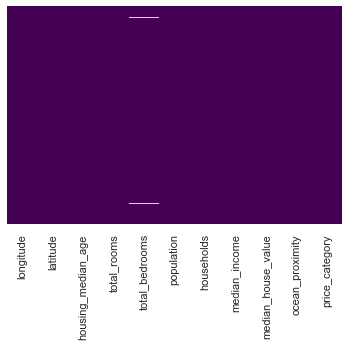 longitude
latitude
housing_median_age
total_rooms
total_bedrooms
population
households
median_income
median_house_value
ocean_proximity
price_category